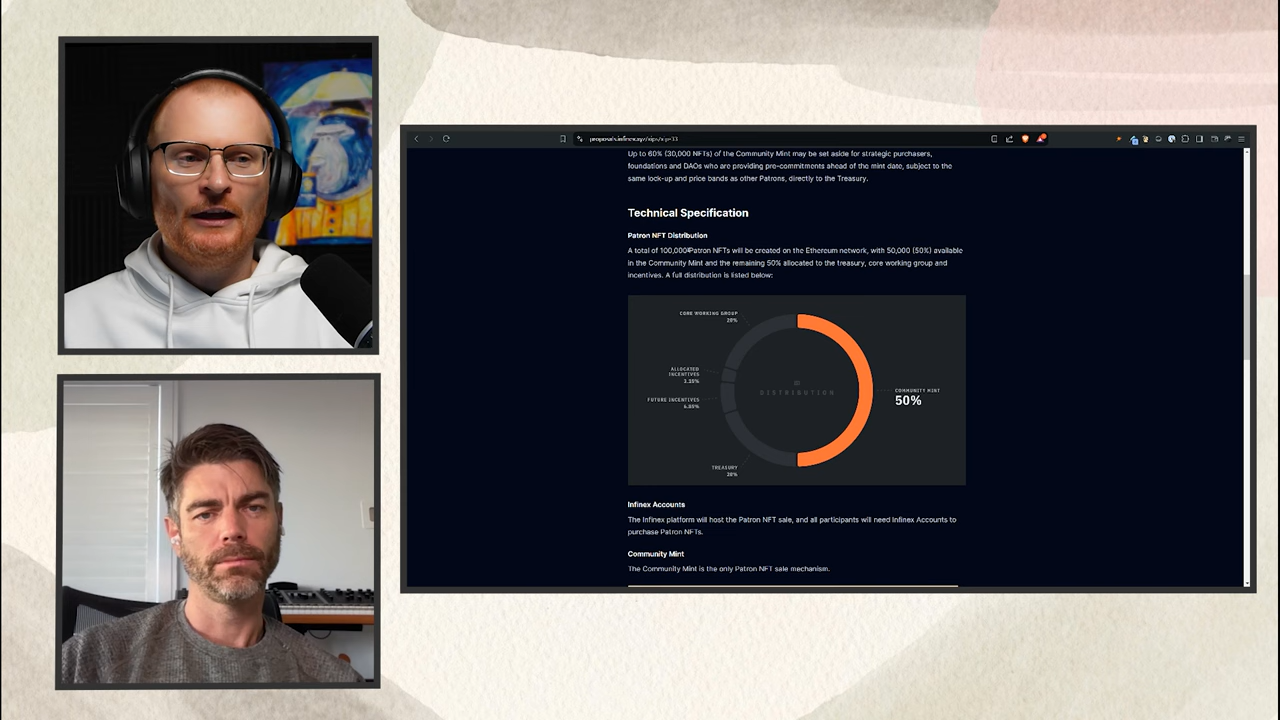 proposals.infinex.xyz/xips/xip-33
Up to 60% (30,000 NFTs) of the Community Mint may be set aside for strategic purchasers,
foundations and DAOs who are providing pre-commitments ahead of the mint date, subject to the
same lock-up and price bands as other Patrons, directly to the Treasury.
Technical Specification
Patron NFT Distribution
A total of 100,000 Patron NFTs will be created on the Ethereum network, with 50,000 (50%) available
in the Community Mint and the remaining 50% allocated to the treasury, core working group and
incentives. A full distribution is listed below:
CORE WORKING GROUP
20%
ALLOCATED
INCENTIVES
FUTURE INCENTIVES
DISTRIBUTION
COMMUNITY MINT
50%
TREASURY
20%
Infinex Accounts
The Infinex platform will host the Patron NFT sale, and all participants will need Infinex Accounts to
purchase Patron NFTs.
Community Mint
The Community Mint is the only Patron NFT sale mechanism.